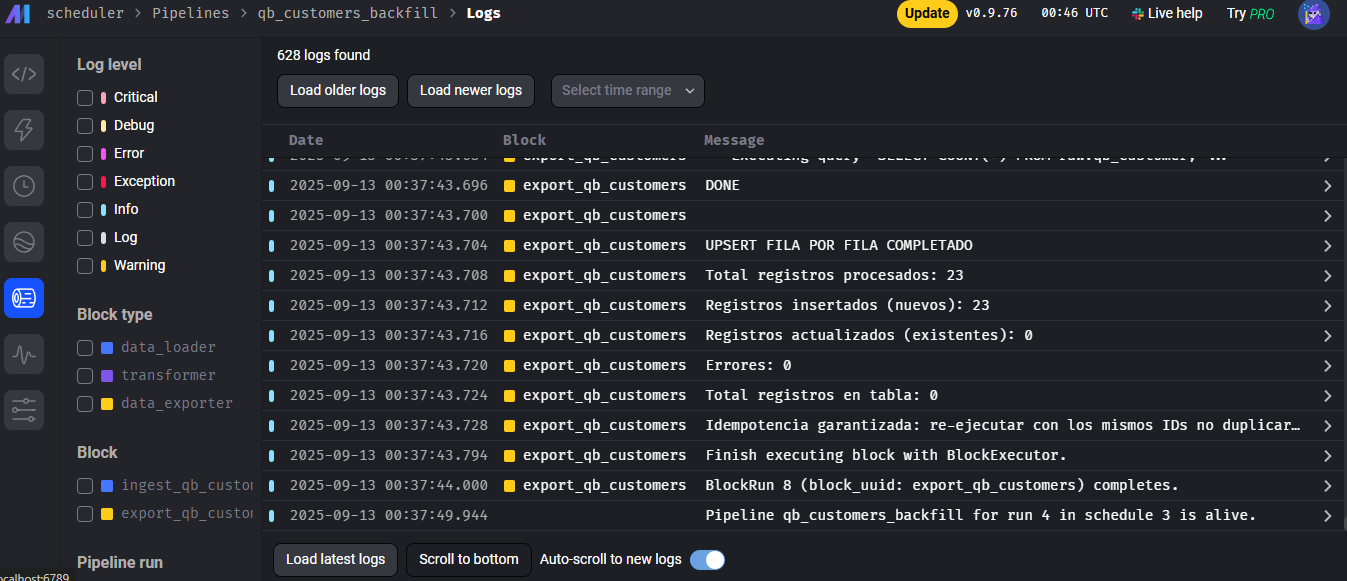 scheduler > Pipelines > qb_customers_backfill > Logs
Update v0.9.76 00:46 UTC Live help Try PRO
Log level
Critical
Debug
Error
Exception
Info
Log
Warning
Block type
data_loader
transformer
data_exporter
Block
ingest_qb_custo
export_qb_custo
Pipeline run
ocalhost:6789
628 logs found
Load older logs Load newer logs Select time range
Date Block Message
export_qb_customers
2025-09-13 00:37:43.696 export_qb_customers DONE
2025-09-13 00:37:43.700 export_qb_customers
2025-09-13 00:37:43.704 export_qb_customers UPSERT FILA POR FILA COMPLETADO
2025-09-13 00:37:43.708 export_qb_customers Total registros procesados: 23
2025-09-13 00:37:43.712 export_qb_customers Registros insertados (nuevos): 23
2025-09-13 00:37:43.716 export_qb_customers Registros actualizados (existentes): 0
2025-09-13 00:37:43.720 export_qb_customers Errores: 0
2025-09-13 00:37:43.724 export_qb_customers Total registros en tabla: 0
2025-09-13 00:37:43.728 export_qb_customers Idempotencia garantizada: re-ejecutar con los mismos IDs no duplicar…
2025-09-13 00:37:43.794 export_qb_customers Finish executing block with BlockExecutor.
2025-09-13 00:37:44.000 export_qb_customers BlockRun 8 (block_uuid: export_qb_customers) completes.
2025-09-13 00:37:49.944 Pipeline qb_customers_backfill for run 4 in schedule 3 is alive.
Load latest logs Scroll to bottom Auto-scroll to new logs